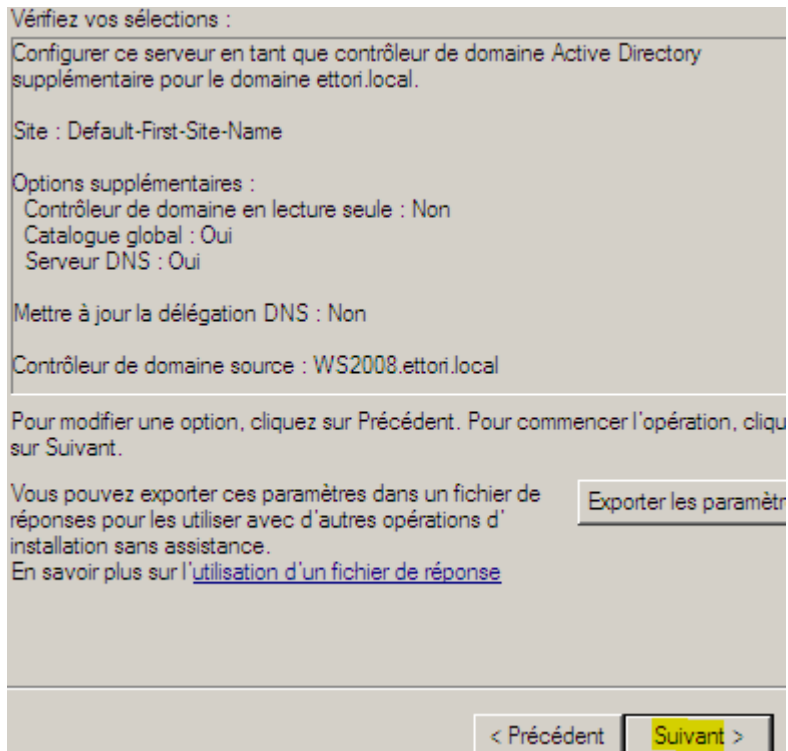 Vérifiez vos sélections :
Configurer ce serveur en tant que contrôleur de domaine Active Directory
supplémentaire pour le domaine ettori.local.
Site : Default-First-Site-Name
Options supplémentaires :
Contrôleur de domaine en lecture seule : Non
Catalogue global : Oui
Serveur DNS : Oui
Mettre à jour la délégation DNS : Non
Contrôleur de domaine source : WS2008.ettori.local
Pour modifier une option, cliquez sur Précédent. Pour commencer l'opération, cliqu
sur Suivant.
Vous pouvez exporter ces paramètres dans un fichier de
réponses pour les utiliser avec d'autres opérations d'
installation sans assistance.
En savoir plus sur l'utilisation d'un fichier de réponse
Exporter les paramètr
< Précédent
Suivant >